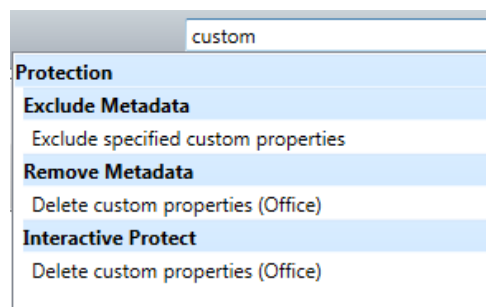 custom
Protection
Exclude Metadata
Exclude specified custom properties
Remove Metadata
Delete custom properties (Office)
Interactive Protect
Delete custom properties (Office)